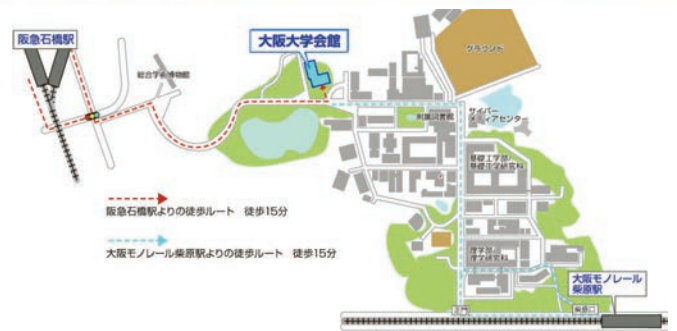 阪急石橋駅
大阪大学会館
グラウンド
総合学術博物館
附属図書館
サイバー
メディアセンター
基礎工学部
基礎工学研究科
阪急石橋駅よりの徒歩ルート　徒歩15分
大阪モノレール柴原駅よりの徒歩ルート　徒歩15分
理学部
理学研究科
大阪モノレール
柴原駅
正門
柴原口